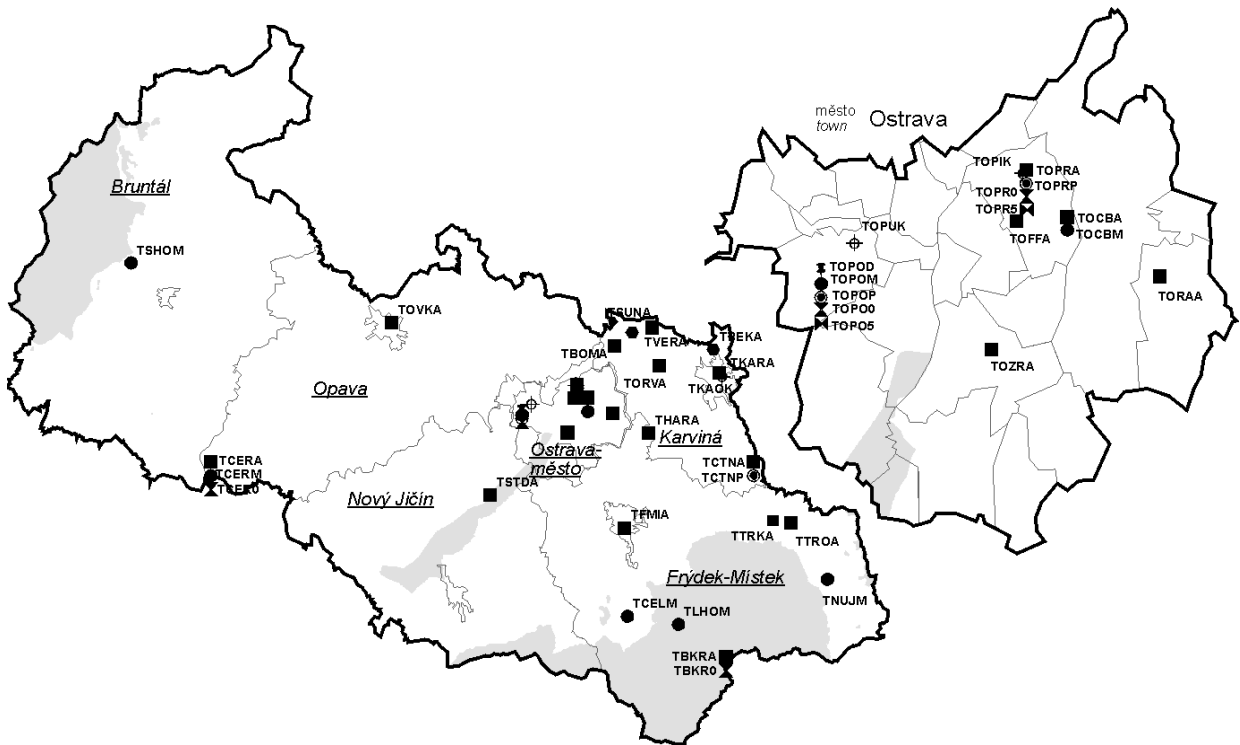 město
town
Ostrava
Bruntál
TSHOM
TOVKA
Opava
TCERA
TCERM
TCER0
Nový Jičín
TSTDA
TBOMA
TVERA
TORVA
TBEKA
TKARA
TKAOK
THARA
Karviná
Ostrava-
město
TCTNA
TCTNP
TFMIA
TTRKA
TTROA
Frýdek-Místek
TNUJM
TCELM
TLHOM
TBKRA
TBKR0
TOPIK
TOPRA
TOPRP
TOPR0
TOPR5
TOFFA
TOCBA
TOCBM
TOPUK
TOPOD
TOPOM
TOPOP
TOPO0
TOPO5
TORAA
TOZRA